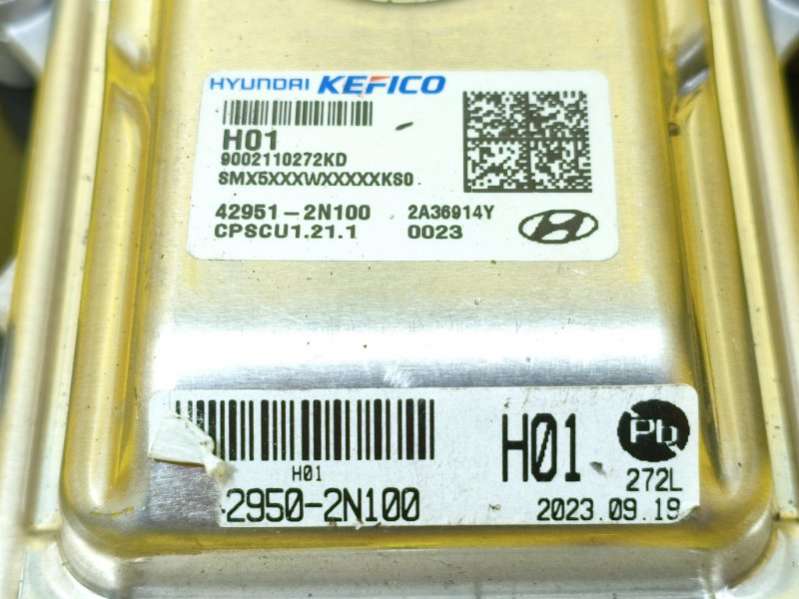 HYUNDAI KEFICO
H01
9002110272KD
SMX5XXXWXXXXXKS0
42951-2N100 2A36914Y
CPSCU1.21.1 0023
H01
H01
Pb
272L
2950-2N100
2023.09.19